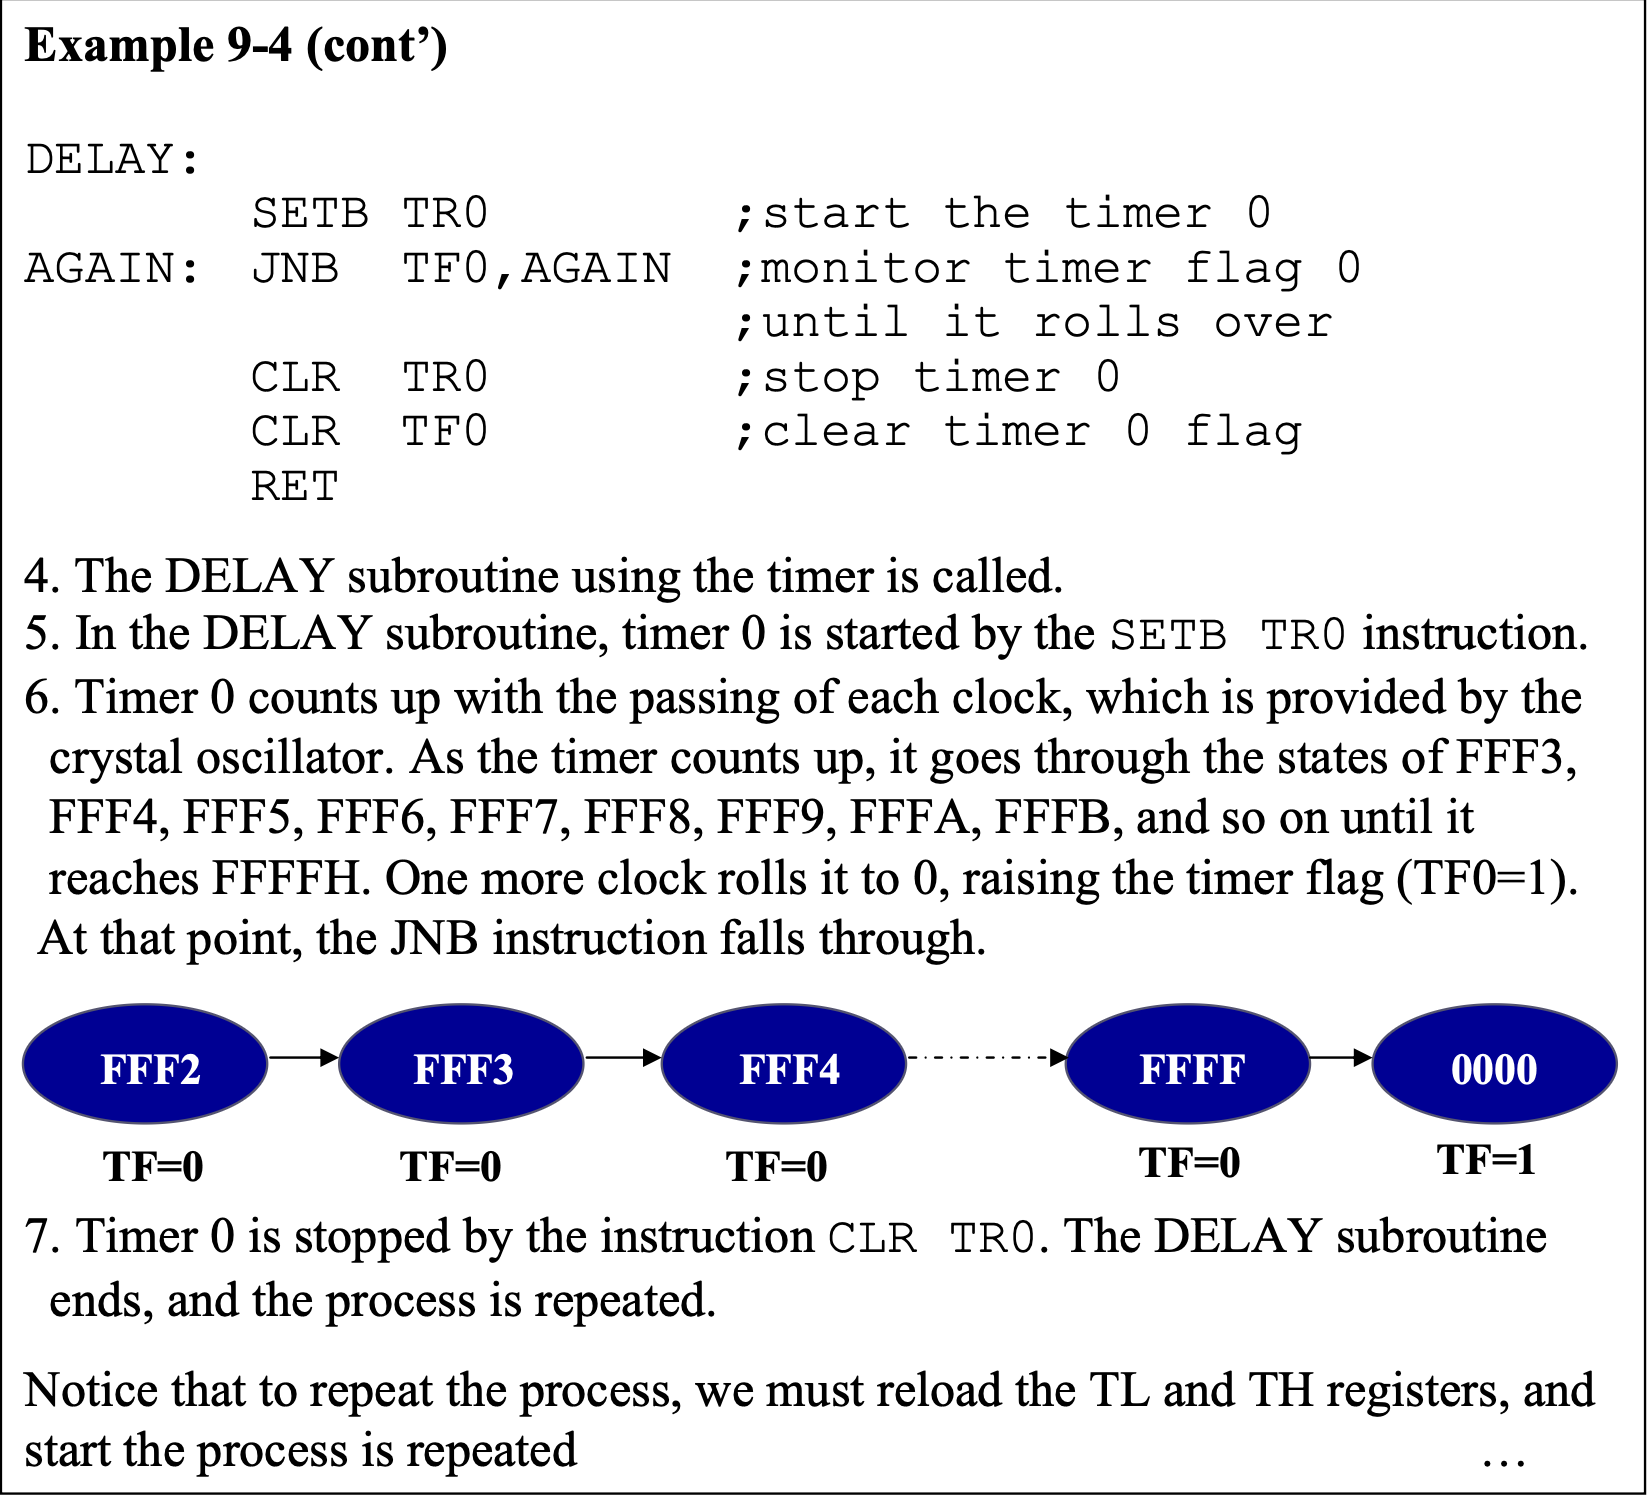 Example 9-4 (cont')
DELAY:
SETB TR0 ;start the timer 0
AGAIN: JNB TF0,AGAIN ;monitor timer flag 0
;until it rolls over
CLR TR0 ;stop timer 0
CLR TF0 ;clear timer 0 flag
RET
4. The DELAY subroutine using the timer is called.
5. In the DELAY subroutine, timer 0 is started by the SETB TR0 instruction.
6. Timer 0 counts up with the passing of each clock, which is provided by the
crystal oscillator. As the timer counts up, it goes through the states of FFF3,
FFF4, FFF5, FFF6, FFF7, FFF8, FFF9, FFFA, FFFB, and so on until it
reaches FFFFH. One more clock rolls it to 0, raising the timer flag (TF0=1).
At that point, the JNB instruction falls through.
FFF2 FFF3 FFF4 FFFF 0000
TF=0 TF=0 TF=0 TF=0 TF=1
7. Timer 0 is stopped by the instruction CLR TR0. The DELAY subroutine
ends, and the process is repeated.
Notice that to repeat the process, we must reload the TL and TH registers, and
start the process is repeated ...